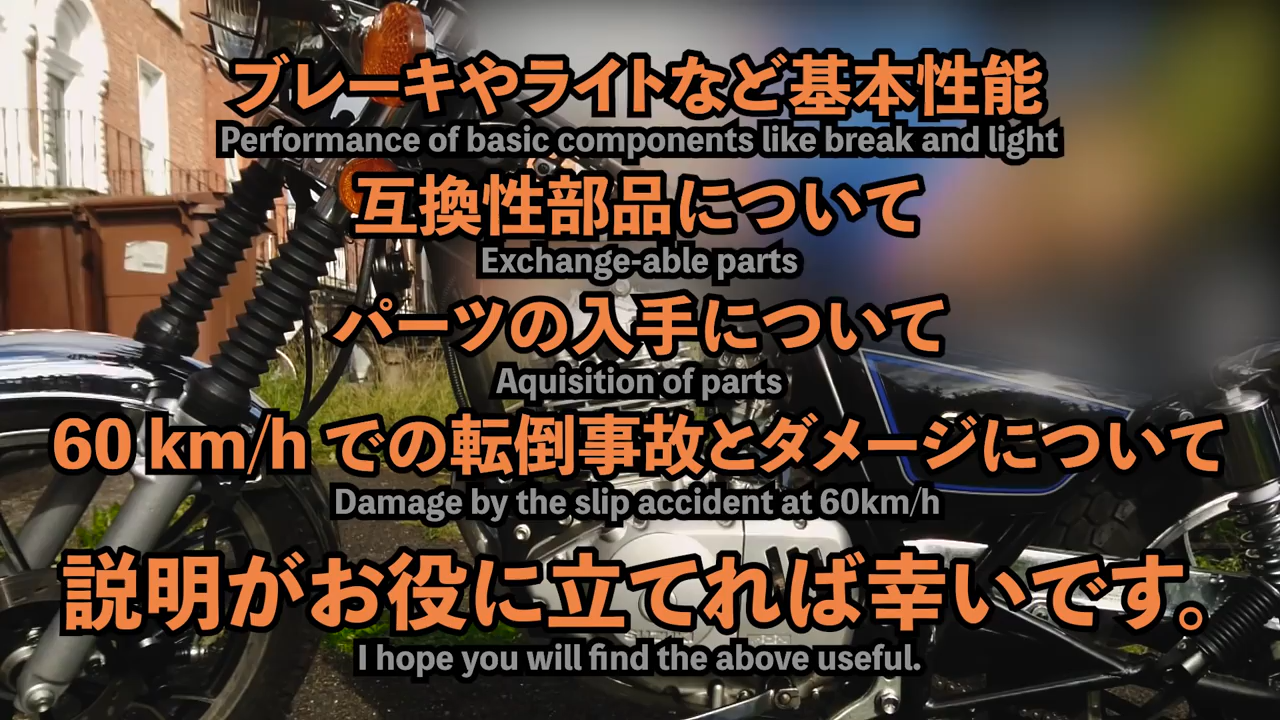 ブレーキやライトなど基本性能
Performance of basic components like break and light
互換性部品について
Exchange-able parts
パーツの入手について
Aquisition of parts
60 km/h での転倒事故とダメージについて
Damage by the slip accident at 60km/h
説明がお役に立てれば幸いです。
I hope you will find the above useful.